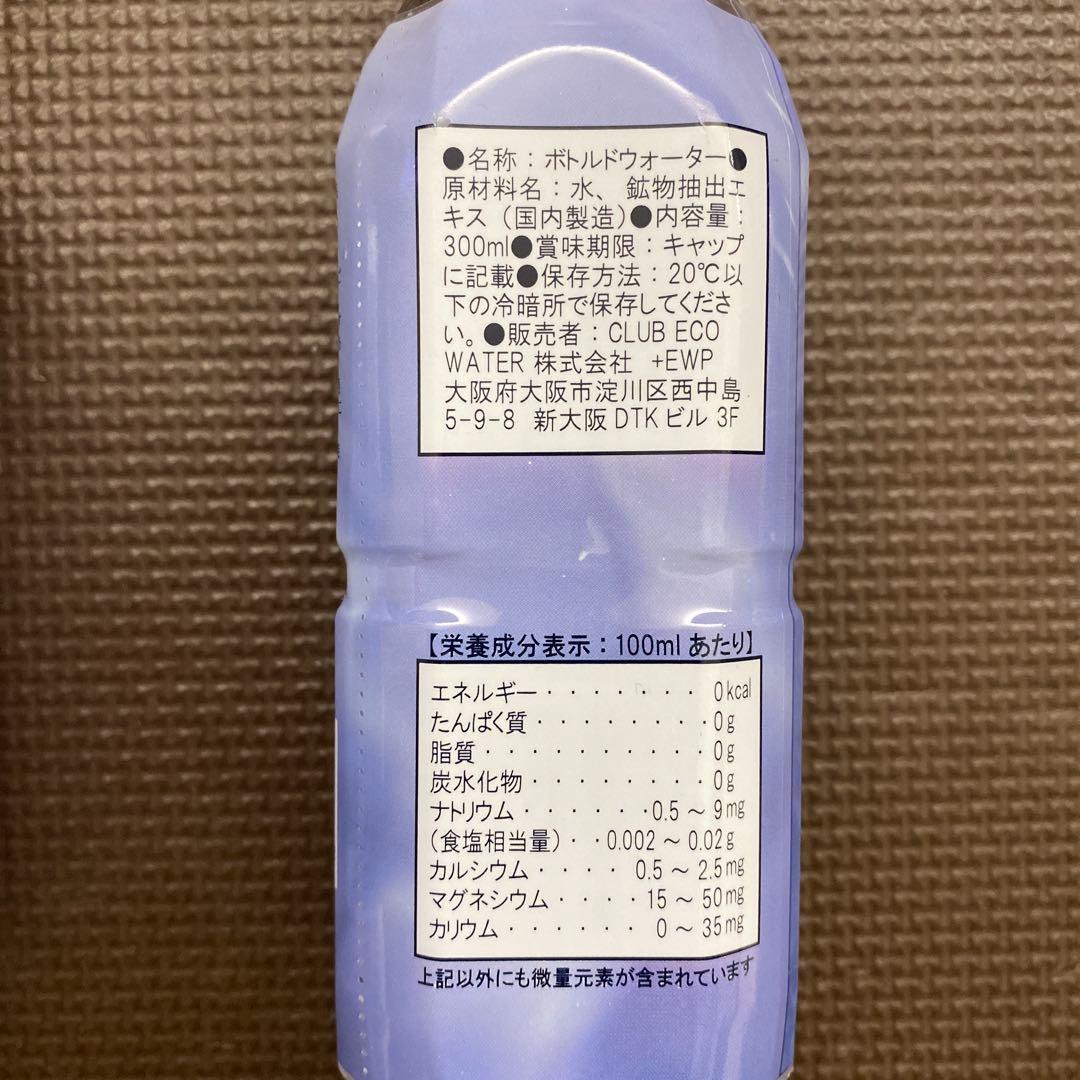 ●名称：ボトルドウォーター●
原材料名：水、鉱物抽出エ
キス（国内製造）●内容量：
300ml●賞味期限：キャップ
に記載●保存方法：20℃以
下の冷暗所で保存してくださ
い。●販売者：CLUB ECO
WATER 株式会社 +EWP
大阪府大阪市淀川区西中島
5-9-8 新大阪 DTK ビル 3F
【栄養成分表示：100ml あたり】
エネルギー・・・・・・・0kcal
たんぱく質・・・・・・・・0g
脂質・・・・・・・・・・0g
炭水化物・・・・・・・・0g
ナトリウム・・・・・・0.5～9mg
（食塩相当量）・・0.002～0.02g
カルシウム・・・・0.5～2.5mg
マグネシウム・・・・15～50mg
カリウム・・・・・・0～35mg
上記以外にも微量元素が含まれています